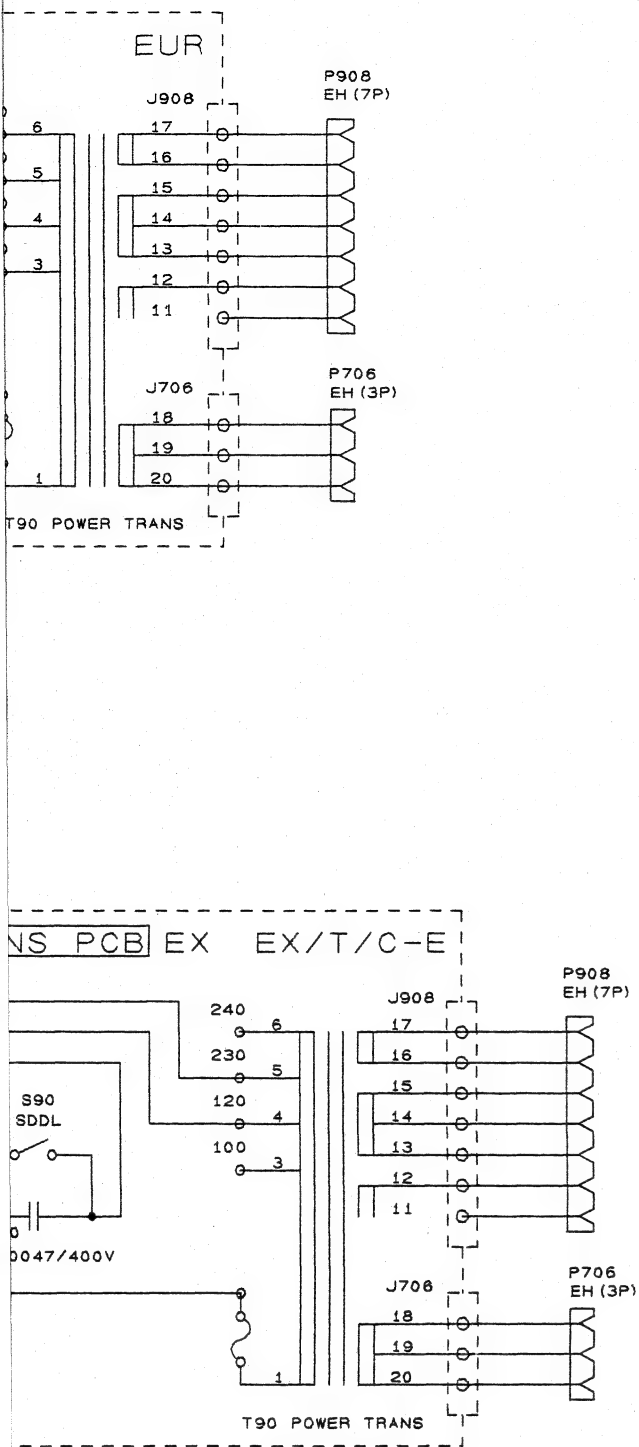 EUR
P908
EH (7P)
J908
6
17
16
5
15
4
14
3
13
12
11
J706
P706
EH (3P)
18
19
1
20
T90 POWER TRANS
NS PCB EX EX/T/C-E
P908
EH (7P)
J908
240
6
17
230
16
5
S90
SDDL
120
4
15
14
100
3
13
12
11
0047/400V
J706
P706
EH (3P)
18
19
1
20
T90 POWER TRANS